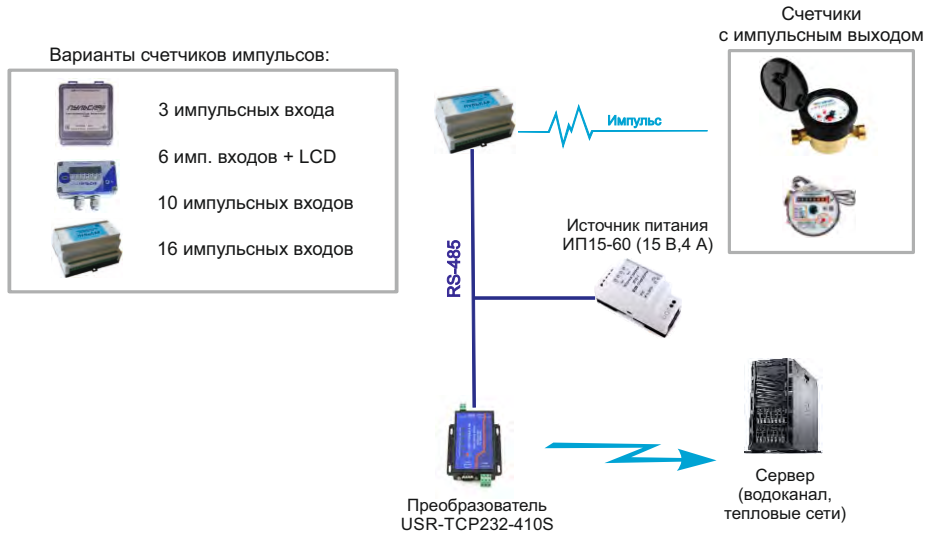 Счетчики
с импульсным выходом
Варианты счетчиков импульсов:
3 импульсных входа
6 имп. входов + LCD
10 импульсных входов
16 импульсных входов
Импульс
Источник питания
ИП15-60 (15 В,4 А)
RS-485
Преобразователь
USR-TCP232-410S
Сервер
(водоканал,
тепловые сети)